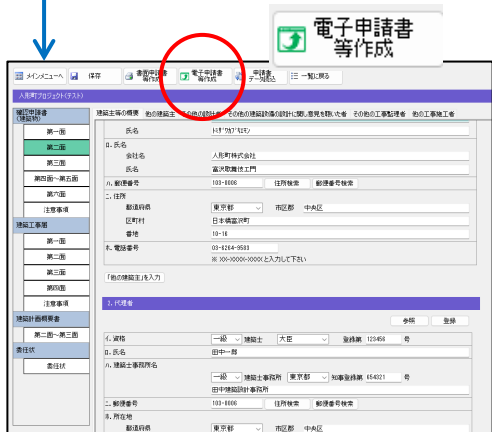 電子申請書
等作成
メインメニューへ 保存 書面申請書等作成 電子申請書等作成 申請書データ読込 一覧に戻る
人形町プロジェクト(テスト)
確認申請書
(建築物)
第一面
第二面
第三面
第四面～第五面
第六面
注意事項
建築工事届
第一面
第二面
第三面
第四面
注意事項
建築計画概要書
第二面～第三面
委任状
委任状
建築主等の概要 他の建築主 その他の設計者 その他の建築設備の設計に関し意見を聴いた者 その他の工事監理者 他の工事施工者
氏名
ロ. 氏名
会社名 人形町株式会社
氏名 富沢歌舞伎工門
ハ. 郵便番号 103-0006 住所検索 郵便番号検索
ニ. 住所
都道府県 東京都 市区郡 中央区
区町村 日本橋富沢町
番地 10-16
ホ. 電話番号 03-6264-9583
※ XX-XXXX-XXXX と入力して下さい
「他の建築主」を入力
2. 代理者
参照 登録
イ. 資格 一級 建築士 大臣 登録第 123456 号
ロ. 氏名 田中一郎
ハ. 建築士事務所名
一級 建築士事務所 東京都 知事登録第 654321 号
田中建築設計事務所
ニ. 郵便番号 103-0006 住所検索 郵便番号検索
ホ. 所在地
都道府県 東京都 市区郡 中央区